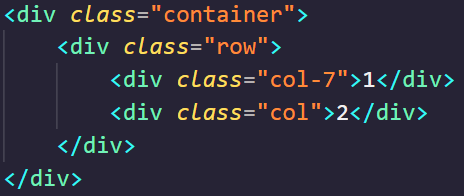 <div class="container">
    <div class="row">
        <div class="col-7">1</div>
        <div class="col">2</div>
    </div>
</div>